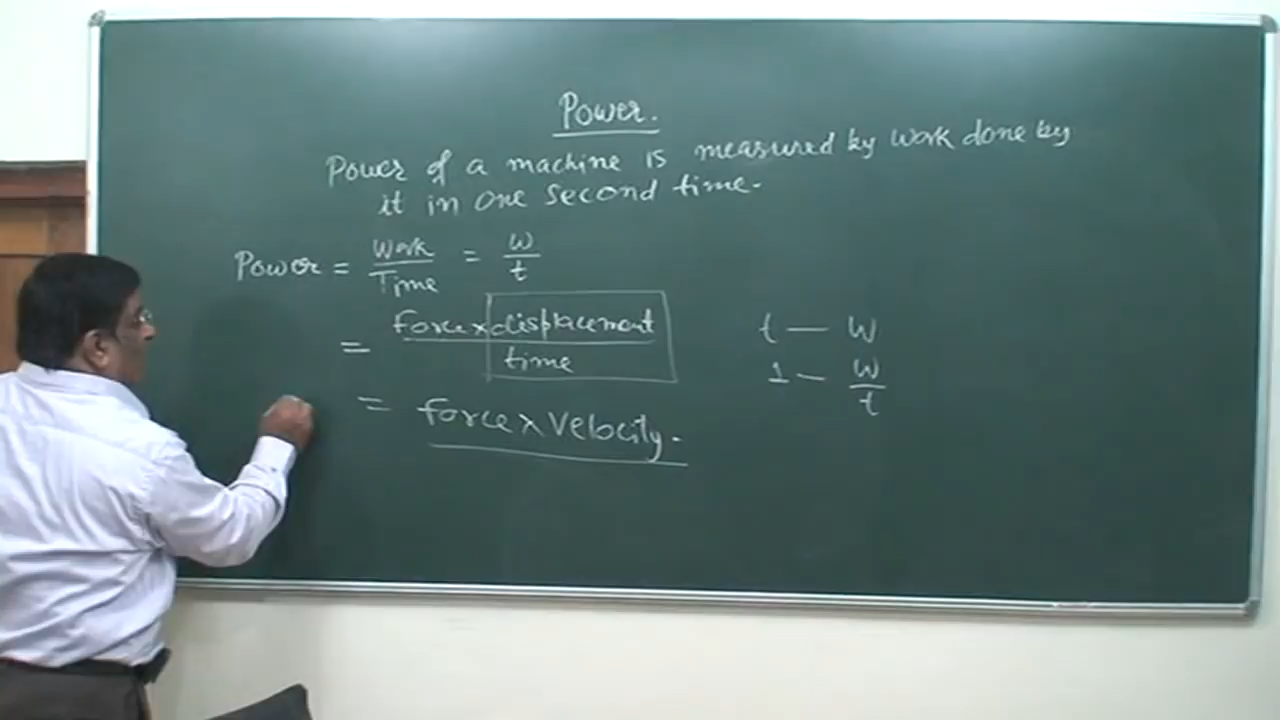 Power.
Power of a machine is measured by work done by
it in one second time.
Power = Work / Time = W / t
= Force x displacement / time
= Force x Velocity.
t — W
1 — W / t